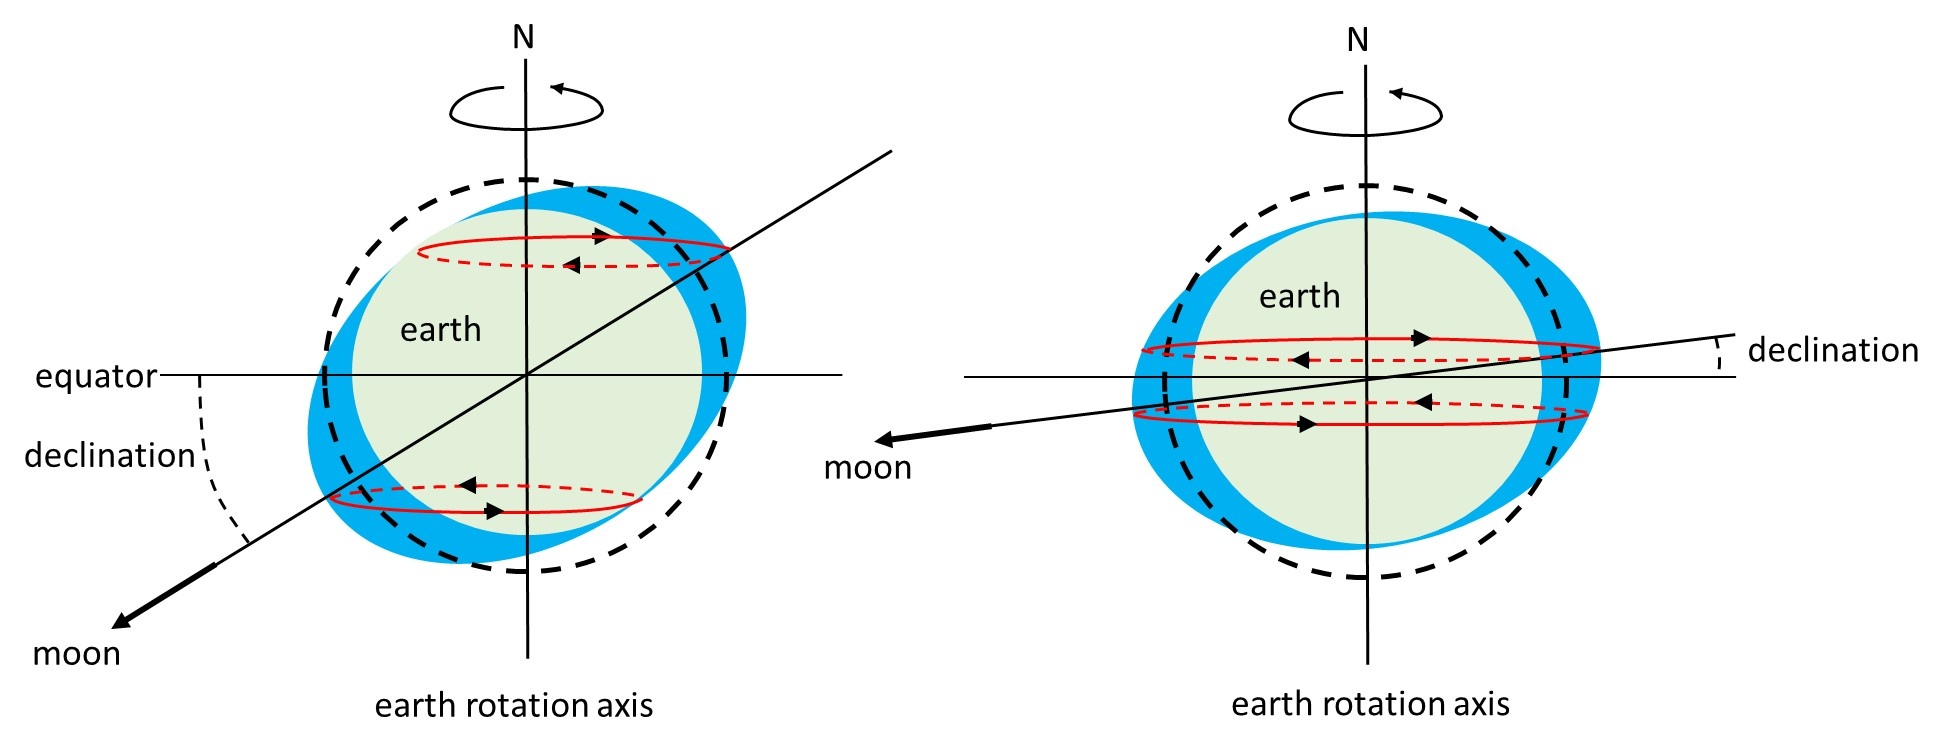 N
earth
equator
declination
moon
earth rotation axis
N
earth
declination
moon
earth rotation axis